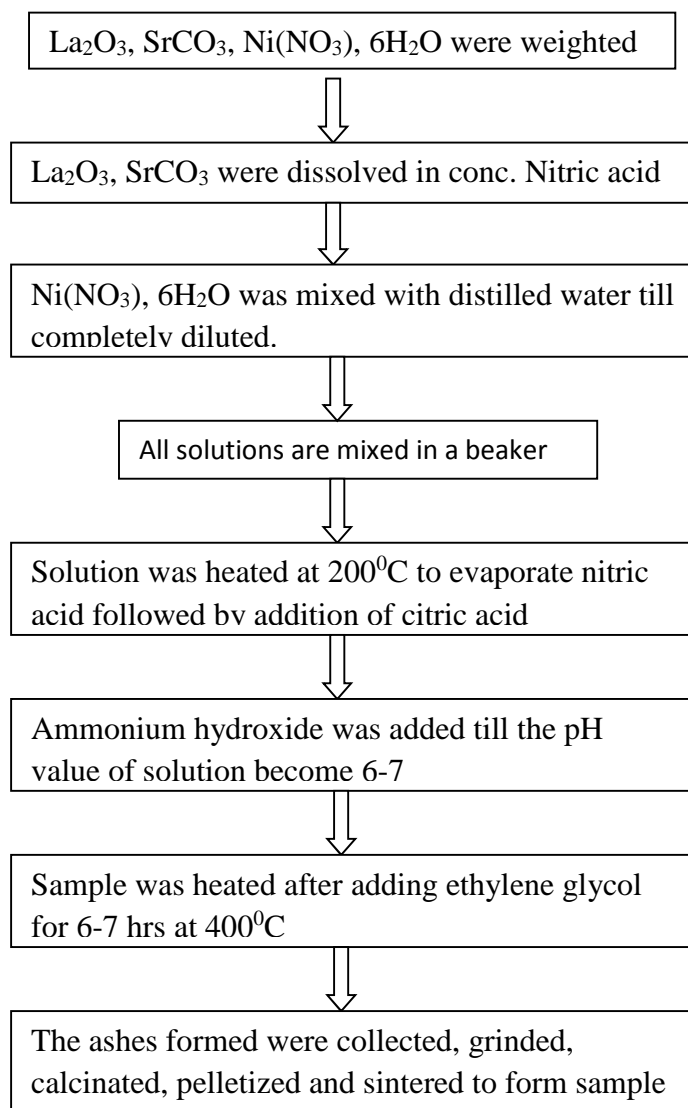 La₂O₃, SrCO₃, Ni(NO₃), 6H₂O were weighted
La₂O₃, SrCO₃ were dissolved in conc. Nitric acid
Ni(NO₃), 6H₂O was mixed with distilled water till
completely diluted.
All solutions are mixed in a beaker
Solution was heated at 200⁰C to evaporate nitric
acid followed by addition of citric acid
Ammonium hydroxide was added till the pH
value of solution become 6-7
Sample was heated after adding ethylene glycol
for 6-7 hrs at 400⁰C
The ashes formed were collected, grinded,
calcinated, pelletized and sintered to form sample